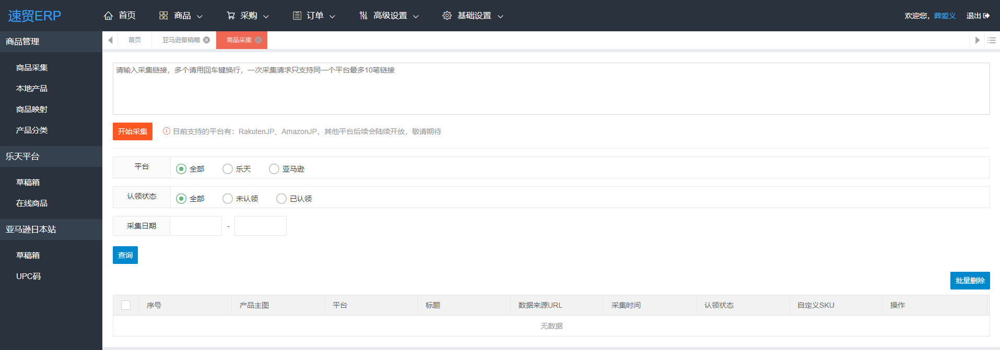 速贸ERP
首页
商品
采购
订单
高级设置
基础设置
欢迎您，葬爱义
退出
商品管理
商品采集
本地产品
商品映射
产品分类
乐天平台
草稿箱
在线商品
亚马逊日本站
草稿箱
UPC码
首页
亚马逊草稿箱
商品采集
请输入采集链接，多个请用回车键换行，一次采集请求只支持同一个平台最多10笔链接
开始采集
目前支持的平台有：RakutenJP、AmazonJP，其他平台后续会陆续开放，敬请期待
平台
全部
乐天
亚马逊
认领状态
全部
未认领
已认领
采集日期
-
查询
批量删除
序号
产品主图
平台
标题
数据来源URL
采集时间
认领状态
自定义SKU
操作
无数据